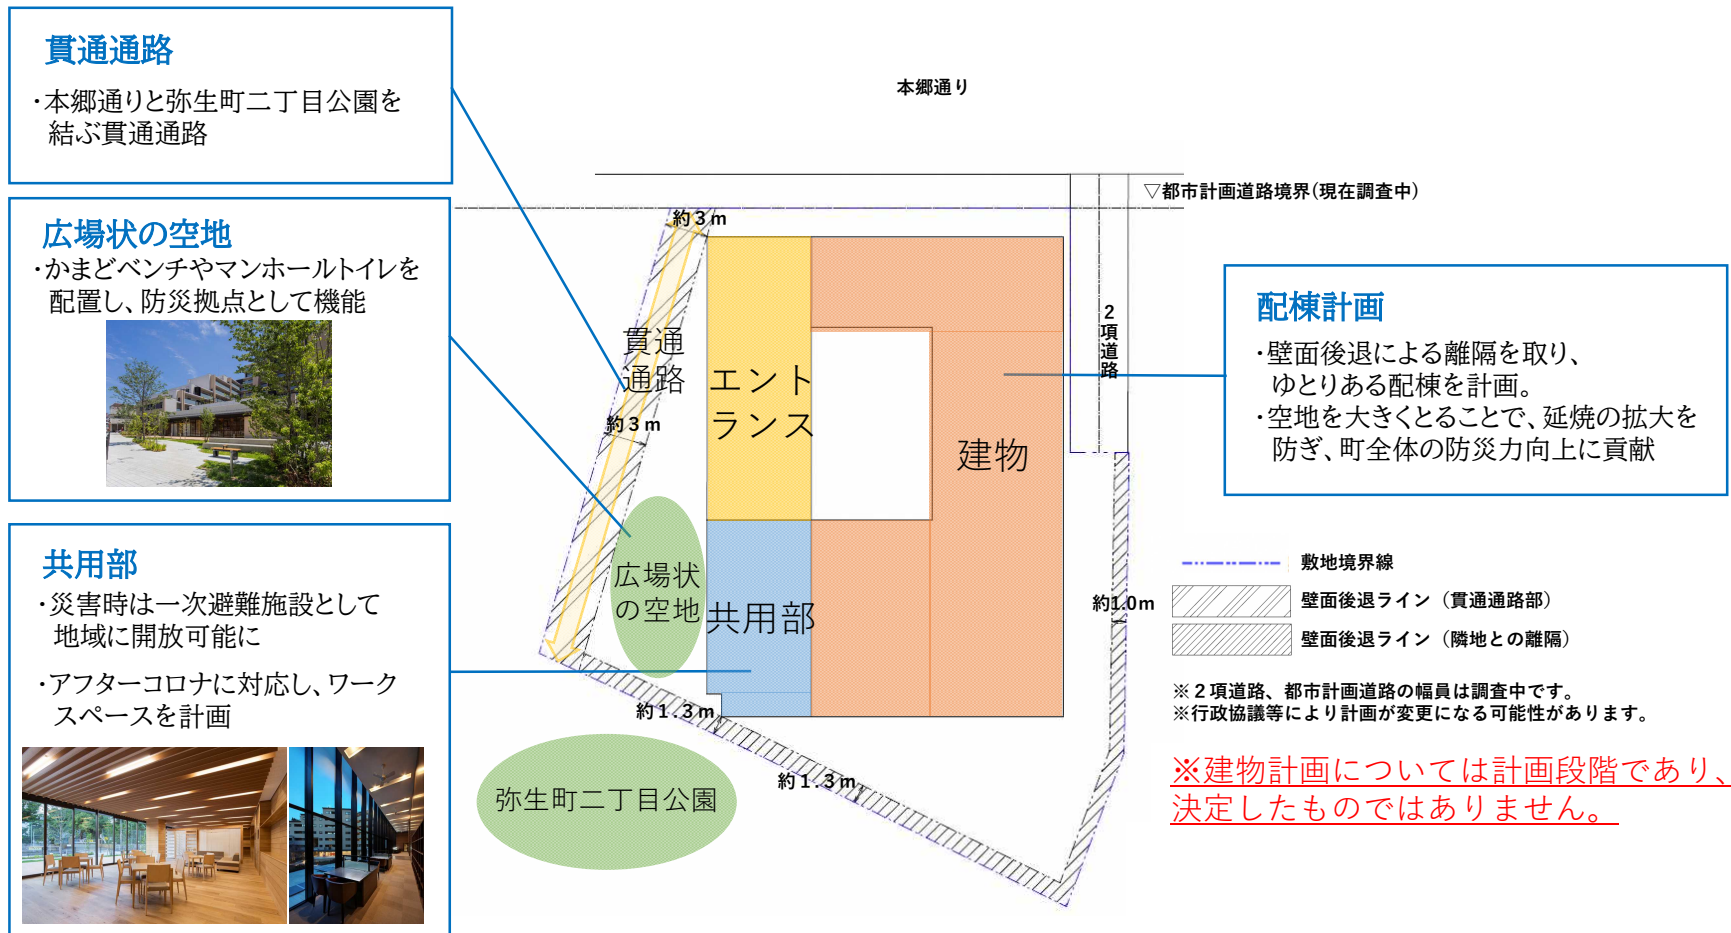 貫通通路
・本郷通りと弥生町二丁目公園を
結ぶ貫通通路
広場状の空地
・かまどベンチやマンホールトイレを
配置し、防災拠点として機能
共用部
・災害時は一次避難施設として
地域に開放可能に
・アフターコロナに対応し、ワーク
スペースを計画
本郷通り
▽都市計画道路境界(現在調査中)
約３ｍ
２項道路
貫通
通路
約３ｍ
エント
ランス
建物
広場状
の空地
共用部
約1.0m
約１.３ｍ
約１.３ｍ
弥生町二丁目公園
配棟計画
・壁面後退による離隔を取り、
ゆとりある配棟を計画。
・空地を大きくとることで、延焼の拡大を
防ぎ、町全体の防災力向上に貢献
敷地境界線
壁面後退ライン（貫通通路部）
壁面後退ライン（隣地との離隔）
※２項道路、都市計画道路の幅員は調査中です。
※行政協議等により計画が変更になる可能性があります。
※建物計画については計画段階であり、
決定したものではありません。